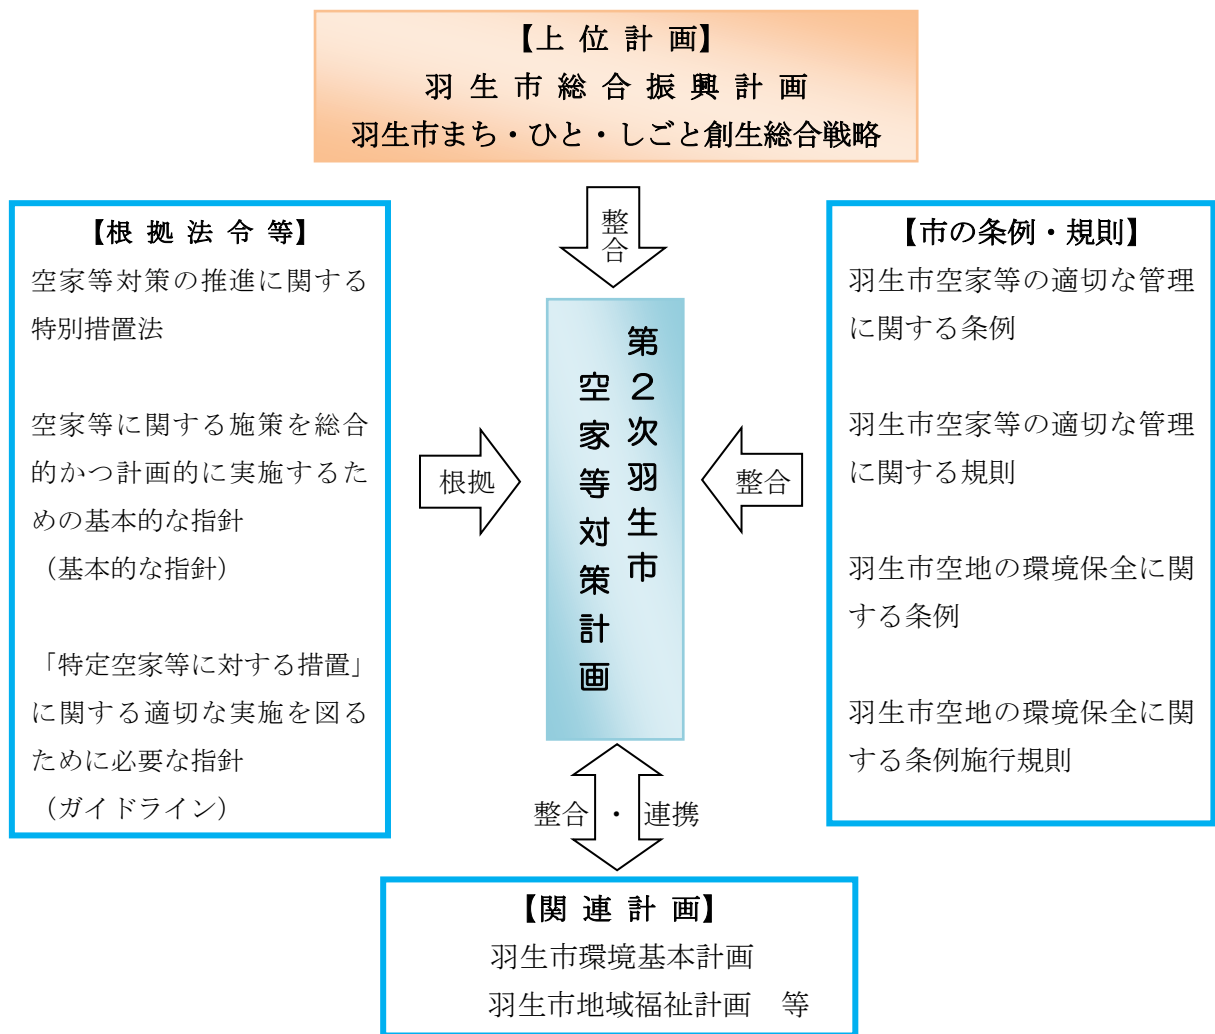 【上 位 計 画】
羽 生 市 総 合 振 興 計 画
羽生市まち・ひと・しごと創生総合戦略
整合
【根 拠 法 令 等】
空家等対策の推進に関する
特別措置法
空家等に関する施策を総合
的かつ計画的に実施するた
めの基本的な指針
（基本的な指針）
「特定空家等に対する措置」
に関する適切な実施を図る
ために必要な指針
（ガイドライン）
根拠
第２次羽生市
空家等対策計画
整合
【市の条例・規則】
羽生市空家等の適切な管理
に関する条例
羽生市空家等の適切な管理
に関する規則
羽生市空地の環境保全に関
する条例
羽生市空地の環境保全に関
する条例施行規則
整合 ・ 連携
【関 連 計 画】
羽生市環境基本計画
羽生市地域福祉計画　等